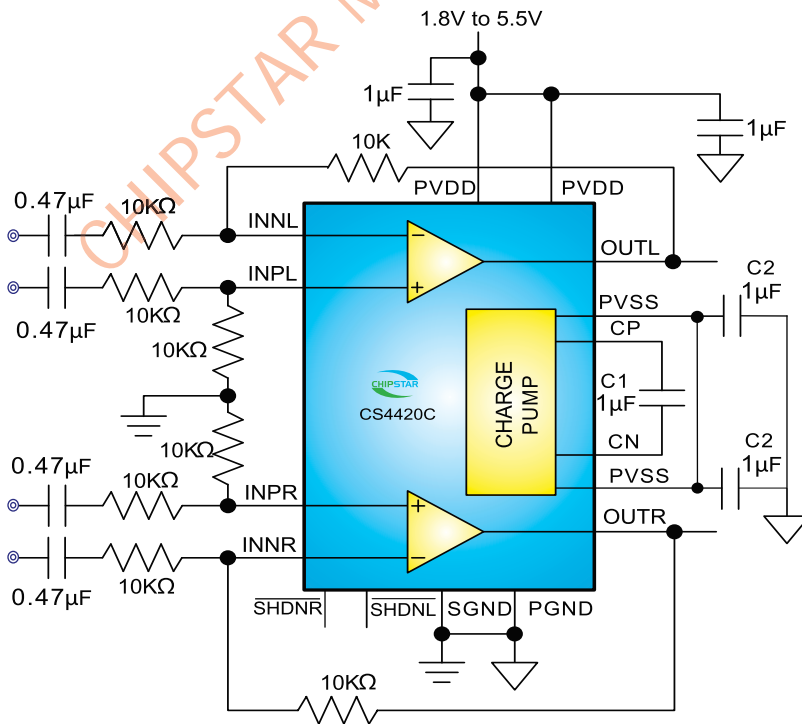 1.8V to 5.5V
CHIPSTAR
1µF
1µF
10K
PVDD
PVDD
0.47µF
10KΩ
INNL
OUTL
INPL
0.47µF
10KΩ
C2
1µF
PVSS
CP
10KΩ
CHIPSTAR
CS4420C
CHARGE
PUMP
C1
1µF
10KΩ
CN
C2
1µF
0.47µF
10KΩ
INPR
PVSS
OUTR
INNR
10KΩ
0.47µF
SHDNR
SHDNL
SGND
PGND
10KΩ